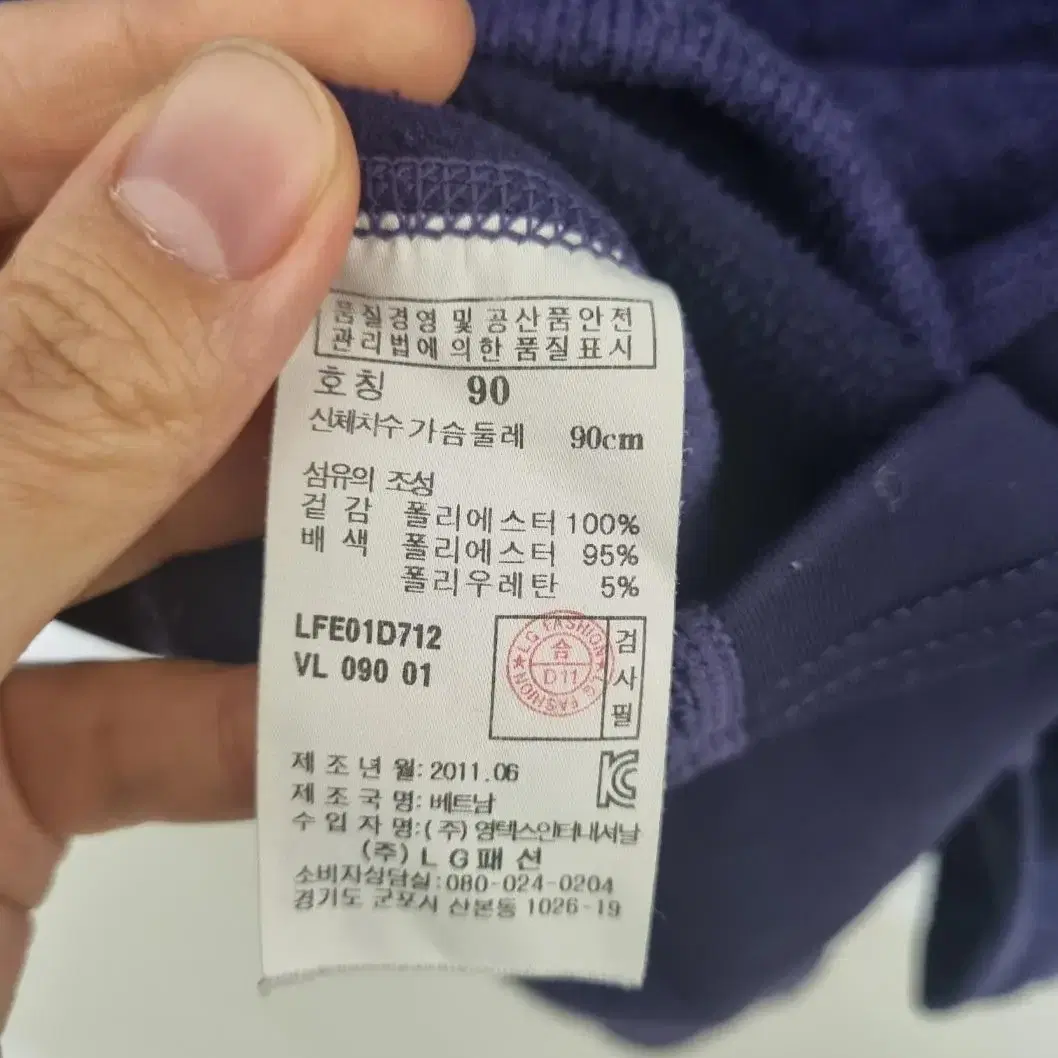 품질경영 및 공산품안전
관리법에 의한 품질표시
호칭 90
신체치수 가슴둘레 90cm
섬유의 조성
겉감 폴리에스터 100%
배색 폴리에스터 95%
폴리우레탄 5%
LFE01D712
VL 090 01
LG FASHION LG FASHION
合
D11
검사필
제조년월: 2011.06
제조국명: 베트남
수입자명: (주)영텍스인터내셔날
(주)LG패션
소비자상담실: 080-024-0204
경기도 군포시 산본동 1026-19